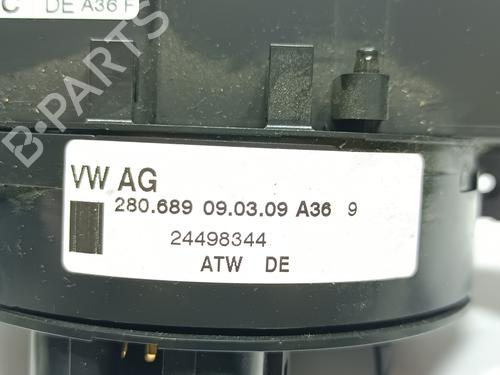 C DE A36 F
B-PARTS
VW AG
280.689 09.03.09 A36 9
24498344
ATW DE